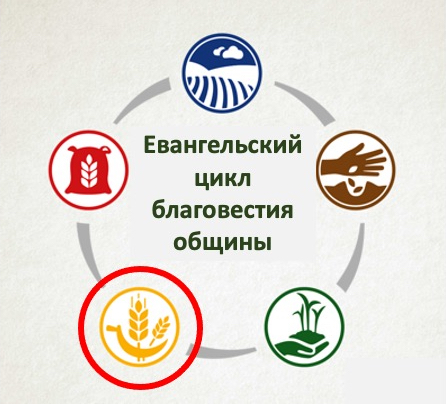 Евангельский
цикл
благовестия
общины